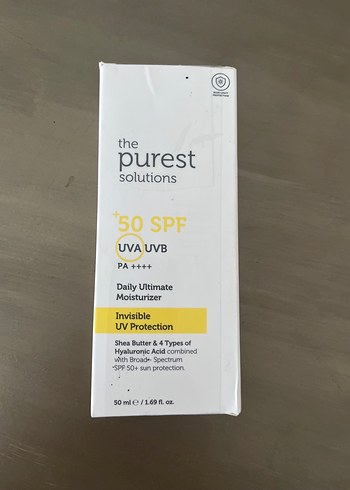 the
purest
solutions
+50 SPF
UVA UVB
PA ++++
Daily Ultimate
Moisturizer
Invisible
UV Protection
Shea Butter & 4 Types of
Hyaluronic Acid combined
with Broad- Spectrum
SPF 50+ sun protection.
50 ml ℮ / 1.69 fl. oz.